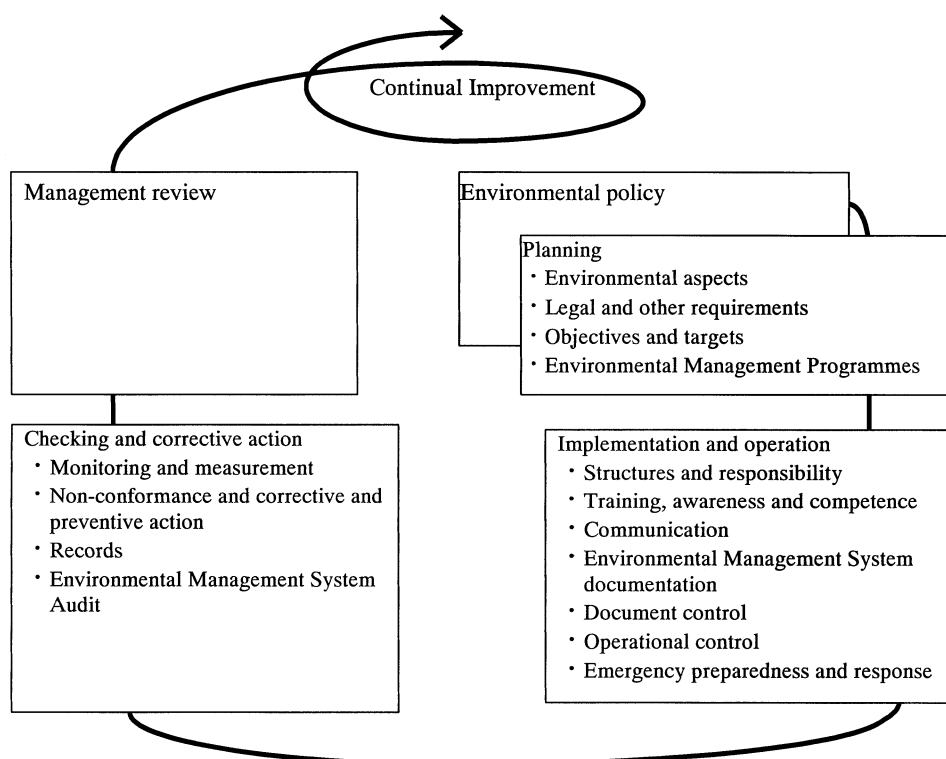 Continual Improvement
Management review
Environmental policy
Planning
· Environmental aspects
· Legal and other requirements
· Objectives and targets
· Environmental Management Programmes
Checking and corrective action
· Monitoring and measurement
· Non-conformance and corrective and
preventive action
· Records
· Environmental Management System
Audit
Implementation and operation
· Structures and responsibility
· Training, awareness and competence
· Communication
· Environmental Management System
documentation
· Document control
· Operational control
· Emergency preparedness and response